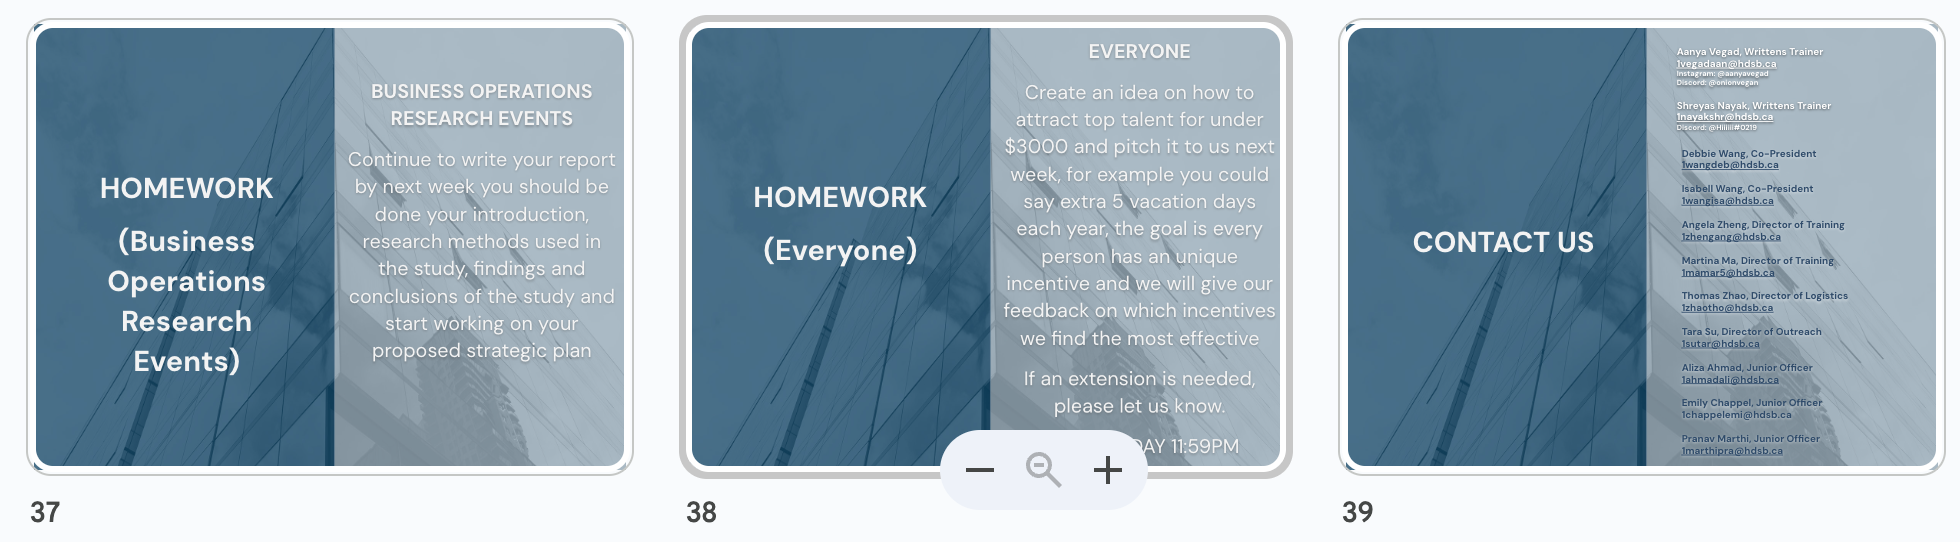 HOMEWORK
(Business
Operations
Research
Events)
BUSINESS OPERATIONS
RESEARCH EVENTS
Continue to write your report
by next week you should be
done your introduction,
research methods used in
the study, findings and
conclusions of the study and
start working on your
proposed strategic plan
37
HOMEWORK
(Everyone)
EVERYONE
Create an idea on how to
attract top talent for under
$3000 and pitch it to us next
week, for example you could
say extra 5 vacation days
each year, the goal is every
person has an unique
incentive and we will give our
feedback on which incentives
we find the most effective
If an extension is needed,
please let us know.
11:59PM
38
CONTACT US
Aanya Vegad, Writtens Trainer
1vegadaan@hdsb.ca
Instagram: @aanyavegad
Discord: @onionvegan
Shreyas Nayak, Writtens Trainer
1nayakshr@hdsb.ca
Debbie Wang, Co-President
1wangdeb@hdsb.ca
Isabell Wang, Co-President
1wangisa@hdsb.ca
Angela Zheng, Director of Training
1zhengang@hdsb.ca
Martina Ma, Director of Training
1mamar5@hdsb.ca
Thomas Zhao, Director of Logistics
1zhaotho@hdsb.ca
Tara Su, Director of Outreach
1sutar@hdsb.ca
Aliza Ahmad, Junior Officer
1ahmadali@hdsb.ca
Emily Chappel, Junior Officer
1chappelemi@hdsb.ca
Pranav Marthi, Junior Officer
1marthipra@hdsb.ca
39